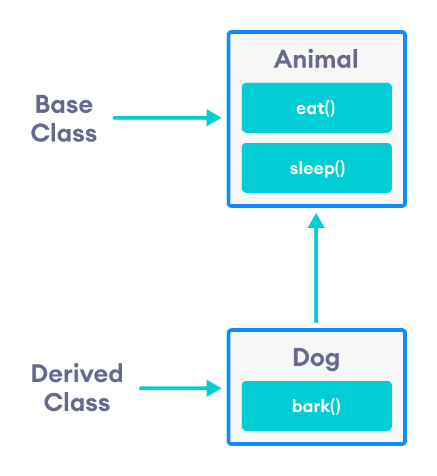 Animal
Base
Class
eat()
sleep()
Dog
Derived
Class
bark()